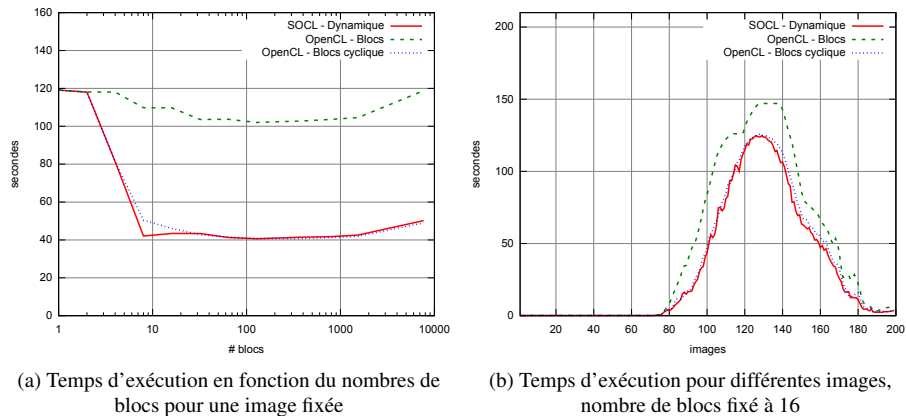 SOCL - Dynamique
OpenCL - Blocs
OpenCL - Blocs cyclique
160
140
120
100
80
60
40
20
0
secondes
1 10 100 1000 10000
# blocs
(a) Temps d'exécution en fonction du nombres de
blocs pour une image fixée
SOCL - Dynamique
OpenCL - Blocs
OpenCL - Blocs cyclique
200
150
100
50
0
secondes
20 40 60 80 100 120 140 160 180 200
images
(b) Temps d'exécution pour différentes images,
nombre de blocs fixé à 16